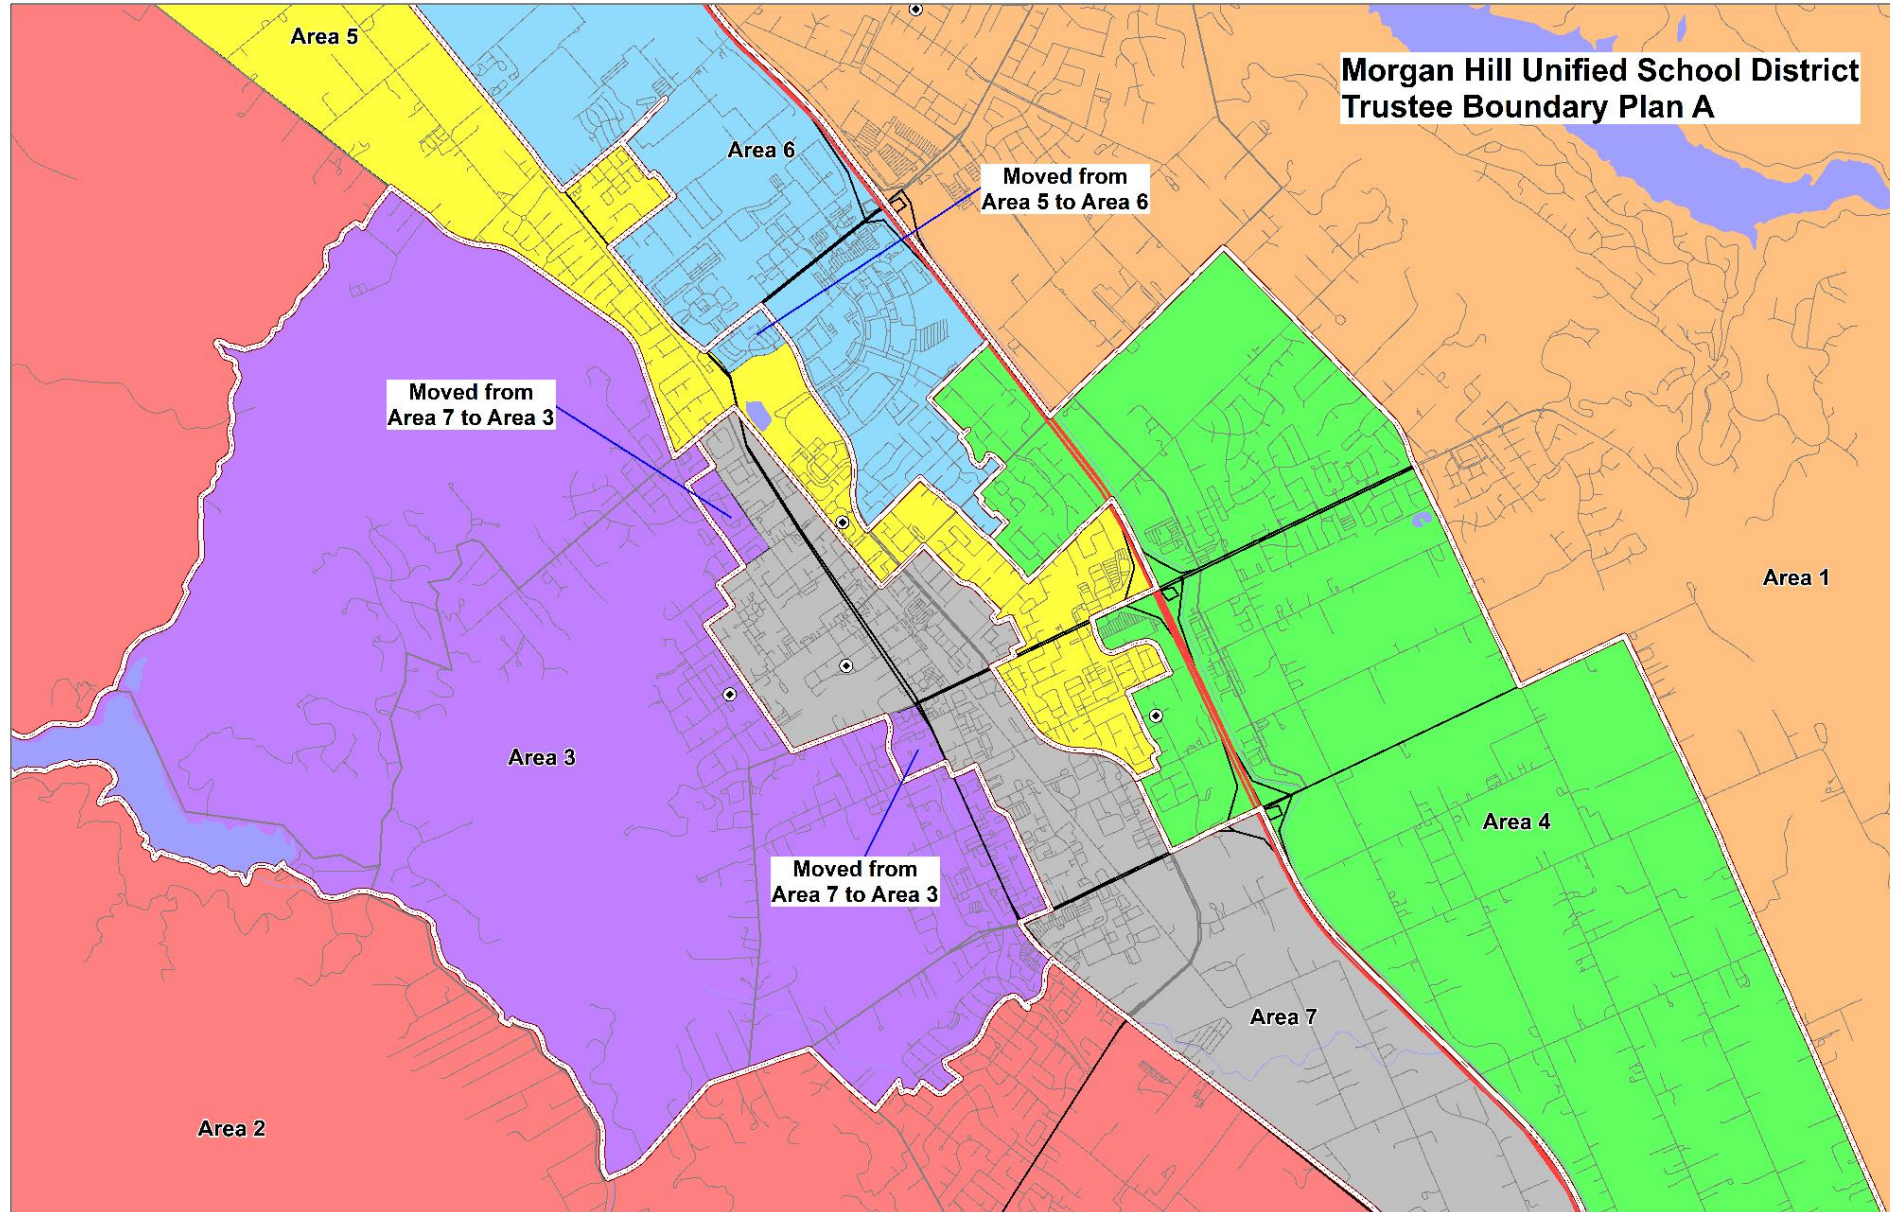 Area 5
Morgan Hill Unified School District
Trustee Boundary Plan A
Area 6
Moved from
Area 5 to Area 6
Moved from
Area 7 to Area 3
Area 1
Area 3
Area 4
Moved from
Area 7 to Area 3
Area 7
Area 2